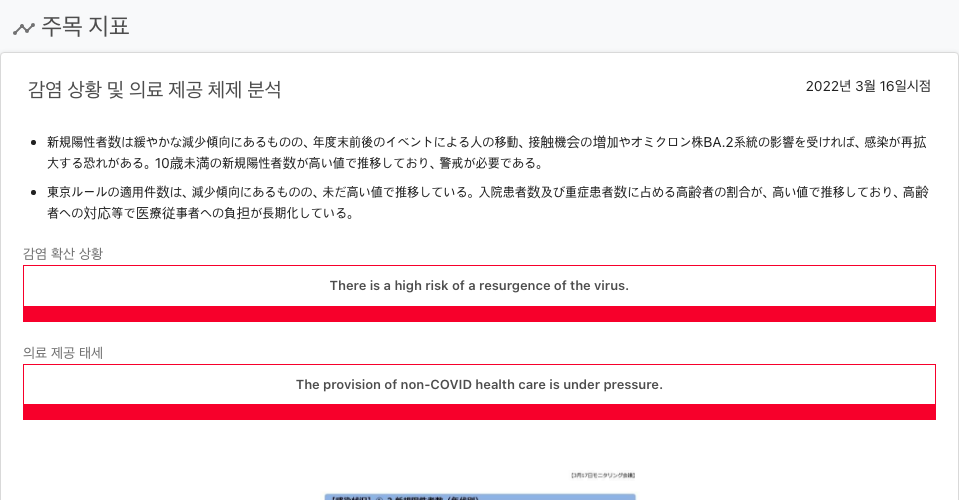 주목 지표
감염 상황 및 의료 제공 체제 분석
2022년 3월 16일시점
新規陽性者数は緩やかな減少傾向にあるものの、年度末前後のイベントによる人の移動、接触機会の増加やオミクロン株BA.2系統の影響を受ければ、感染が再拡
大する恐れがある。10歳未満の新規陽性者数が高い値で推移しており、警戒が必要である。
東京ルールの適用件数は、減少傾向にあるものの、未だ高い値で推移している。入院患者数及び重症患者数に占める高齢者の割合が、高い値で推移しており、高齢
者への対応等で医療従事者への負担が長期化している。
감염 확산 상황
There is a high risk of a resurgence of the virus.
의료 제공 태세
The provision of non-COVID health care is under pressure.
[3月17日モニタリング会議]